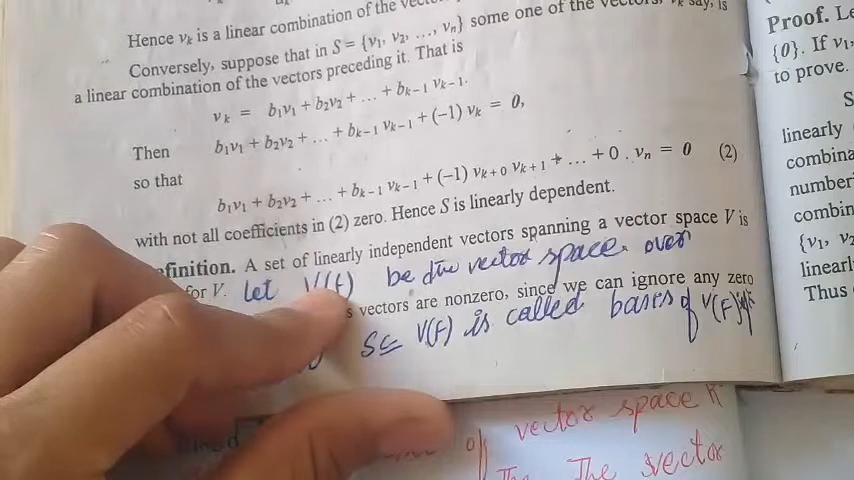 Hence vₖ is a linear combination of the
Conversely, suppose that in S = {v₁, v₂, ..., vₙ} some one of the vectors, vₖ say, is
a linear combination of the vectors preceding it. That is
vₖ = b₁v₁ + b₂v₂ + ... + bₖ₋₁ vₖ₋₁.
Then b₁v₁ + b₂v₂ + ... + bₖ₋₁ vₖ₋₁ + (-1) vₖ = 0,
so that
b₁v₁ + b₂v₂ + ... + bₖ₋₁ vₖ₋₁ + (-1) vₖ₊₀ vₖ₊₁ + ... + 0 . vₙ = 0 (2)
with not all coefficients in (2) zero. Hence S is linearly dependent.
efinition. A set of linearly independent vectors spanning a vector space V is
for V. let V(F) be the vector space over
s vectors are nonzero, since we can ignore any zero
S⊆ V(F) is called bases of V(F) if
of vector space
The vector
Proof. Le
{0}. If v₁,
to prove.
S
linearly
combina
number
combin
{v₁, v₂
linearl
Thus